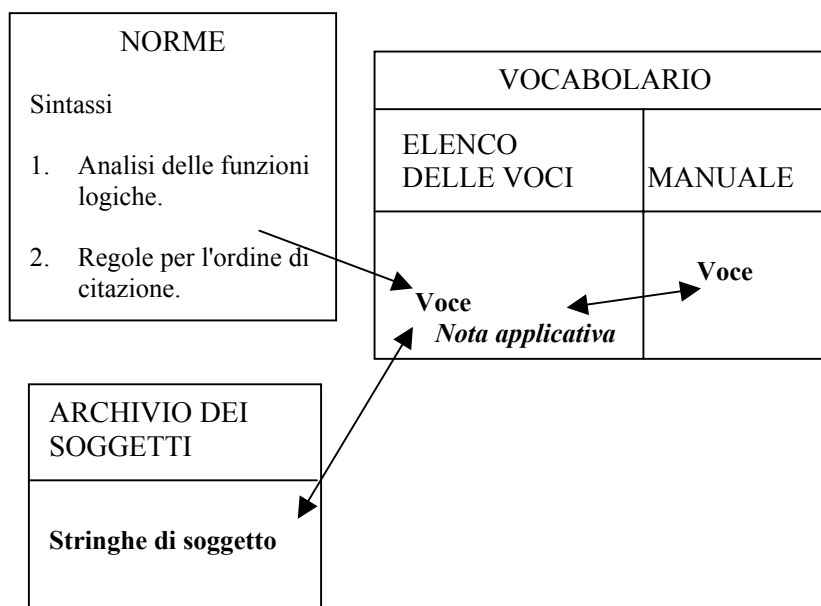 NORME
Sintassi
1. Analisi delle funzioni
logiche.
2. Regole per l'ordine di
citazione.
VOCABOLARIO
ELENCO
DELLE VOCI
MANUALE
Voce
Nota applicativa
Voce
ARCHIVIO DEI
SOGGETTI
Stringhe di soggetto